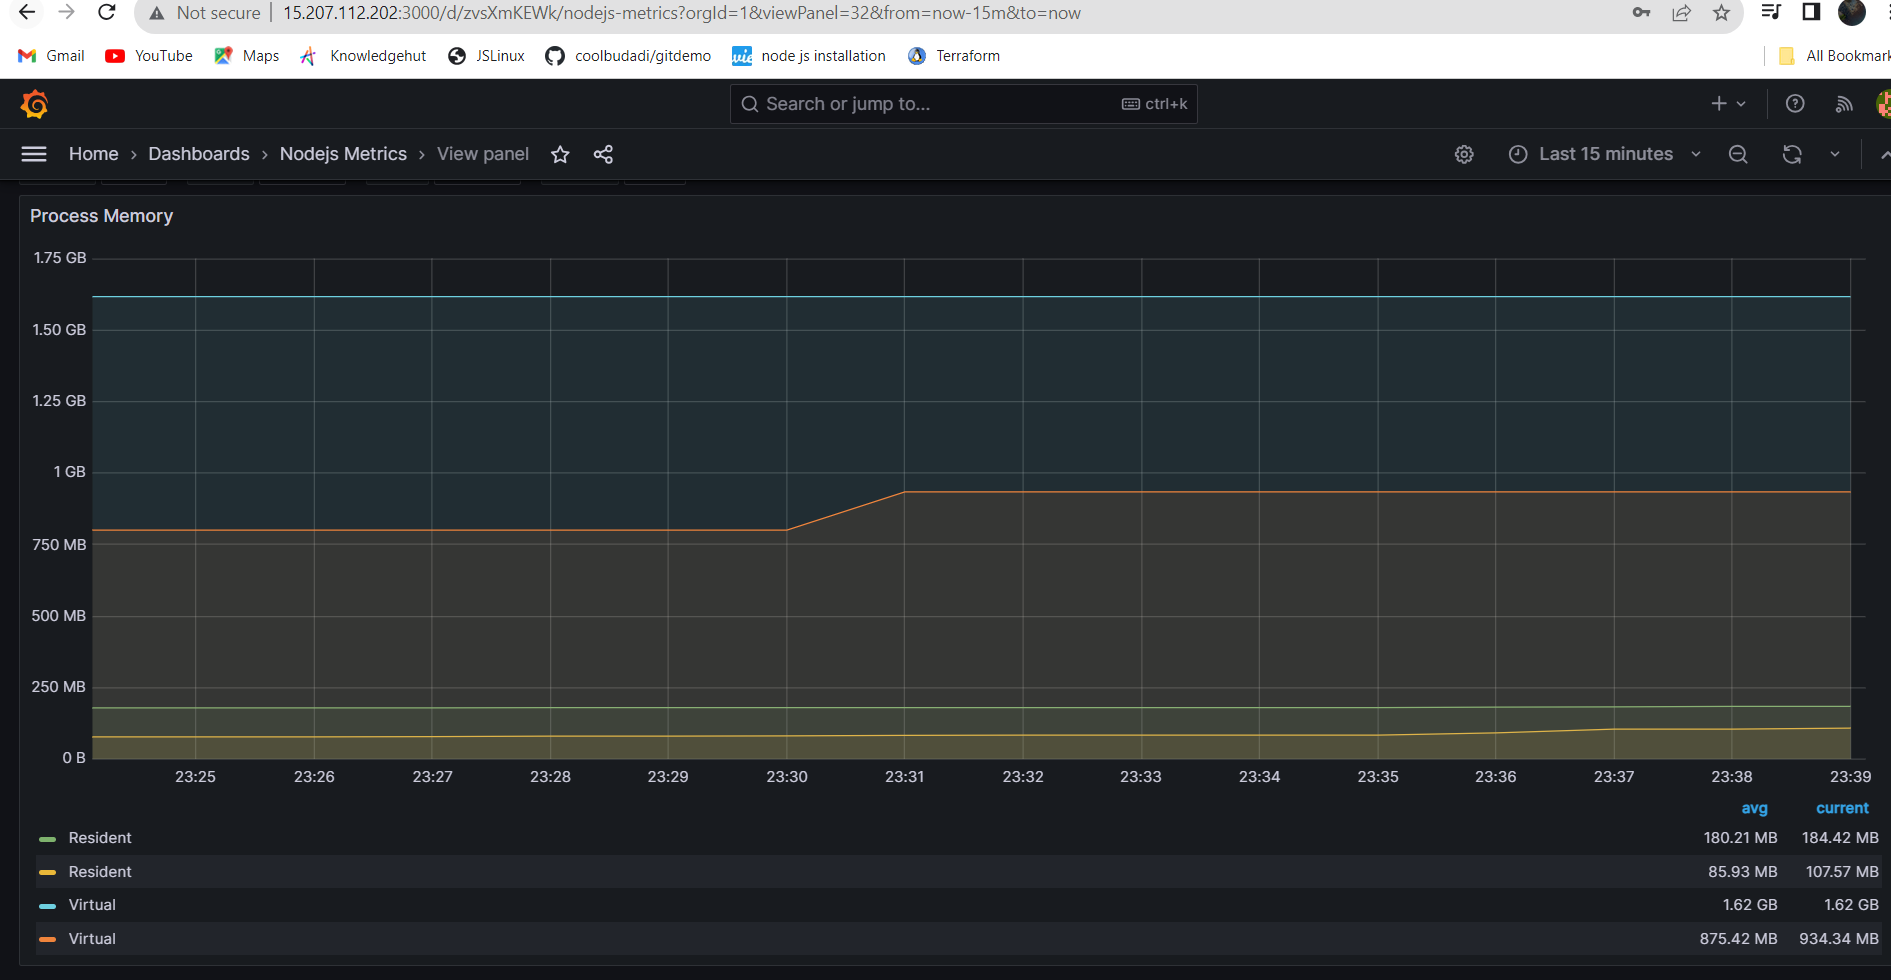 Not secure | 15.207.112.202:3000/d/zvsXmKEWk/nodejs-metrics?orgId=1&viewPanel=32&from=now-15m&to=now
Gmail YouTube Maps Knowledgehut JSLinux coolbudadi/gitdemo node js installation Terraform All Bookmark
Search or jump to... ctrl+k
Home › Dashboards › Nodejs Metrics › View panel Last 15 minutes
Process Memory
1.75 GB
1.50 GB
1.25 GB
1 GB
750 MB
500 MB
250 MB
0 B
23:25 23:26 23:27 23:28 23:29 23:30 23:31 23:32 23:33 23:34 23:35 23:36 23:37 23:38 23:39
avg current
Resident 180.21 MB 184.42 MB
Resident 85.93 MB 107.57 MB
Virtual 1.62 GB 1.62 GB
Virtual 875.42 MB 934.34 MB